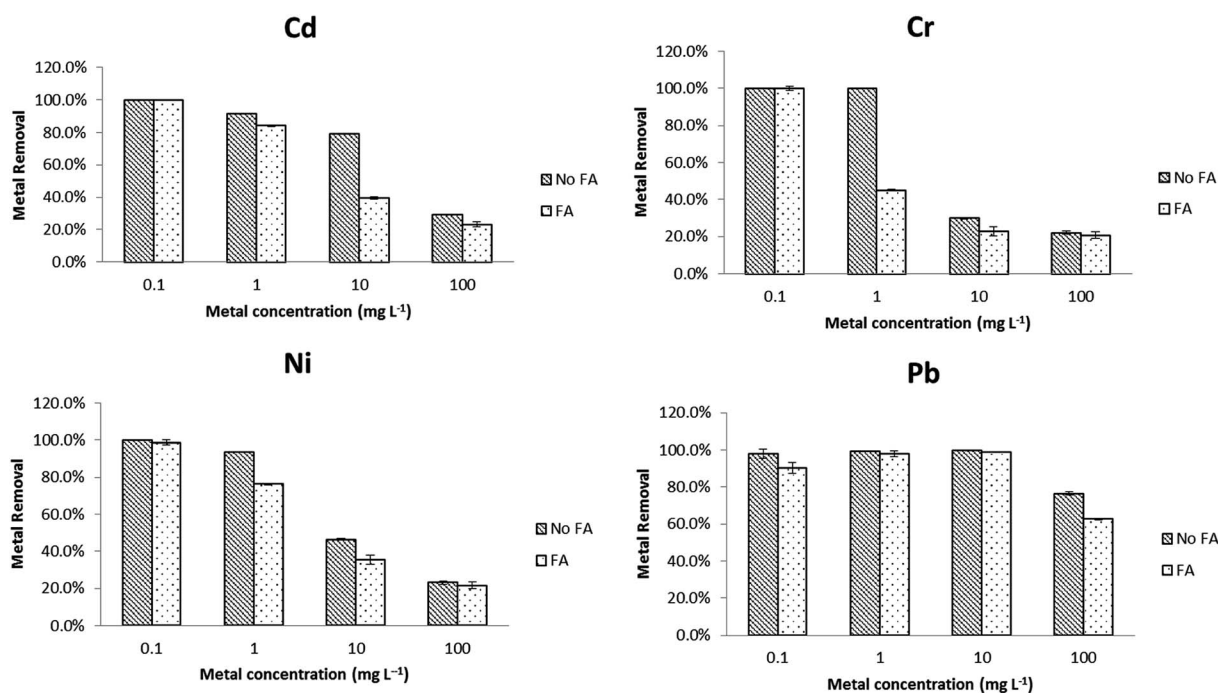 Cd
120.0%
100.0%
80.0%
60.0%
40.0%
20.0%
0.0%
Metal Removal
0.1 1 10 100
Metal concentration (mg L⁻¹)
No FA
FA
Cr
120.0%
100.0%
80.0%
60.0%
40.0%
20.0%
0.0%
Metal Removal
0.1 1 10 100
Metal concentration (mg L⁻¹)
No FA
FA
Ni
120.0%
100.0%
80.0%
60.0%
40.0%
20.0%
0.0%
Metal Removal
0.1 1 10 100
Metal concentration (mg L⁻¹)
No FA
FA
Pb
120.0%
100.0%
80.0%
60.0%
40.0%
20.0%
0.0%
Metal Removal
0.1 1 10 100
Metal concentration (mg L⁻¹)
No FA
FA